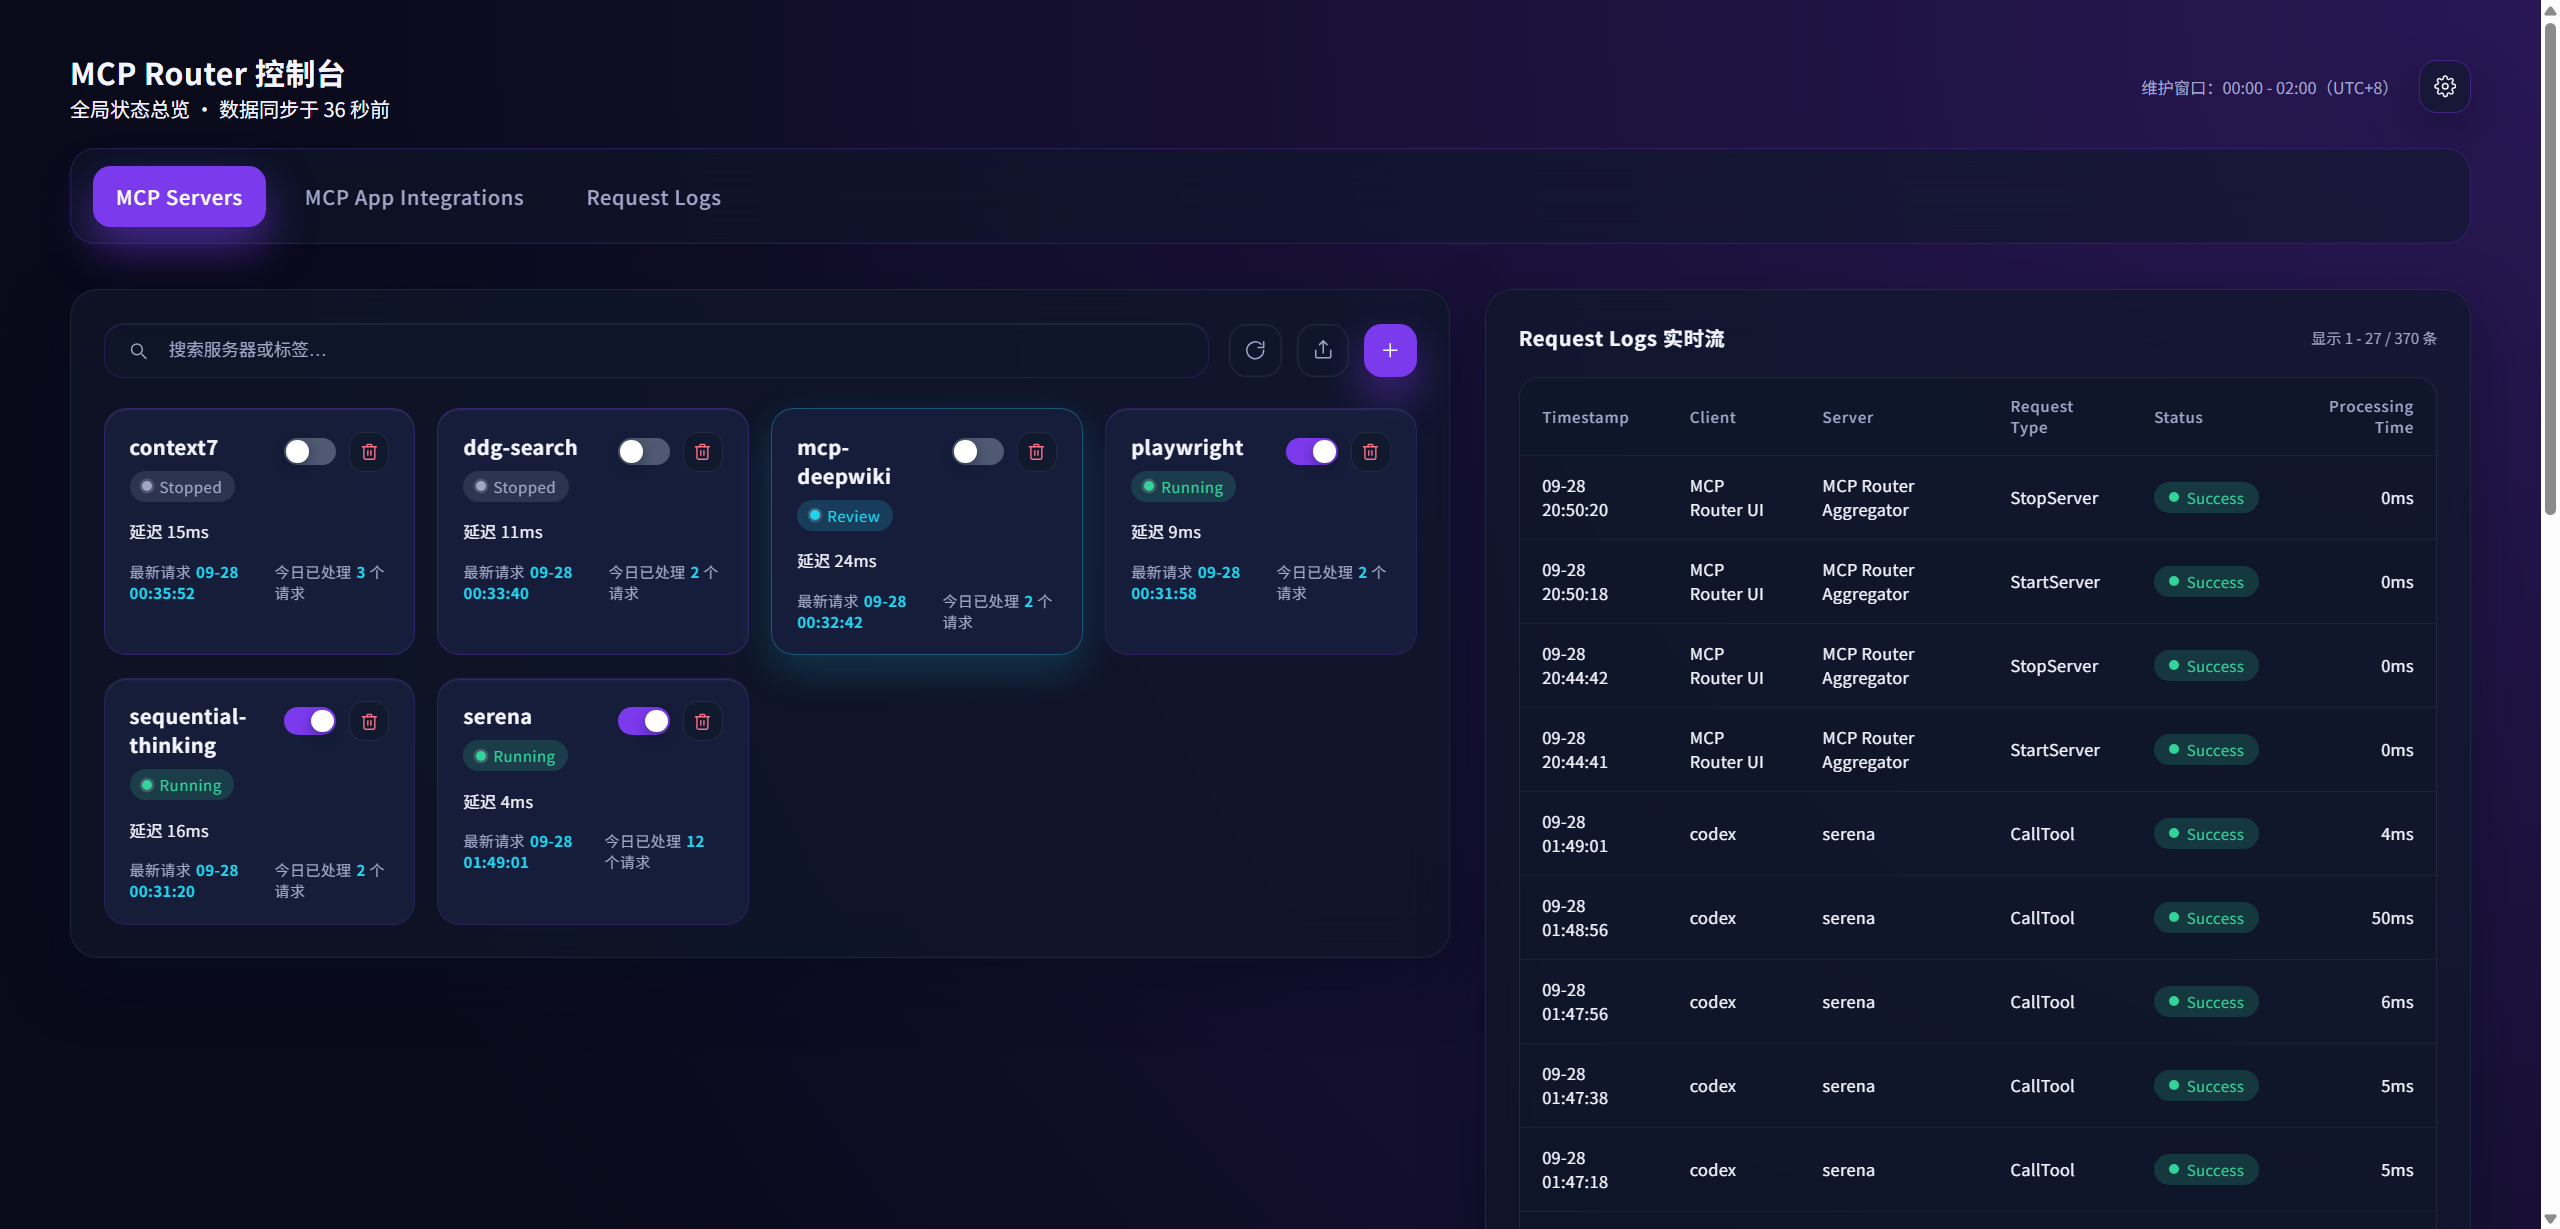 MCP Router 控制台
全局状态总览 • 数据同步于 36 秒前
维护窗口：00:00 - 02:00（UTC+8）
MCP Servers
MCP App Integrations
Request Logs
搜索服务器或标签…
context7
Stopped
延迟 15ms
最新请求 09-28
00:35:52
今日已处理 3 个
请求
ddg-search
Stopped
延迟 11ms
最新请求 09-28
00:33:40
今日已处理 2 个
请求
mcp-
deepwiki
Review
延迟 24ms
最新请求 09-28
00:32:42
今日已处理 2 个
请求
playwright
Running
延迟 9ms
最新请求 09-28
00:31:58
今日已处理 2 个
请求
sequential-
thinking
Running
延迟 16ms
最新请求 09-28
00:31:20
今日已处理 2 个
请求
serena
Running
延迟 4ms
最新请求 09-28
01:49:01
今日已处理 12
个请求
Request Logs 实时流
显示 1 - 27 / 370 条
Timestamp
Client
Server
Request
Type
Status
Processing
Time
09-28
20:50:20
MCP
Router UI
MCP Router
Aggregator
StopServer
Success
0ms
09-28
20:50:18
MCP
Router UI
MCP Router
Aggregator
StartServer
Success
0ms
09-28
20:44:42
MCP
Router UI
MCP Router
Aggregator
StopServer
Success
0ms
09-28
20:44:41
MCP
Router UI
MCP Router
Aggregator
StartServer
Success
0ms
09-28
01:49:01
codex
serena
CallTool
Success
4ms
09-28
01:48:56
codex
serena
CallTool
Success
50ms
09-28
01:47:56
codex
serena
CallTool
Success
6ms
09-28
01:47:38
codex
serena
CallTool
Success
5ms
09-28
01:47:18
codex
serena
CallTool
Success
5ms